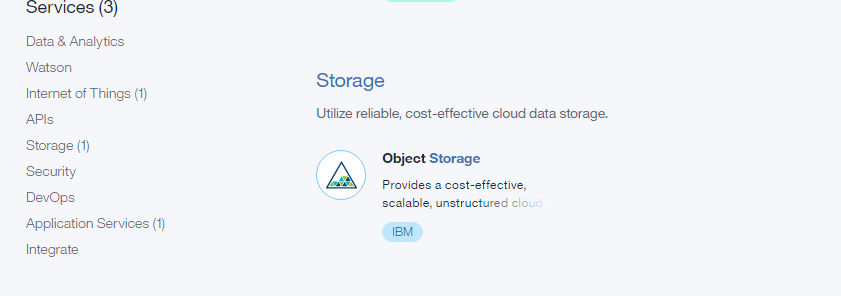 Services (3)
Data & Analytics
Watson
Internet of Things (1)
APIs
Storage (1)
Security
DevOps
Application Services (1)
Integrate
Storage
Utilize reliable, cost-effective cloud data storage.
Object Storage
Provides a cost-effective,
scalable, unstructured cloud
IBM